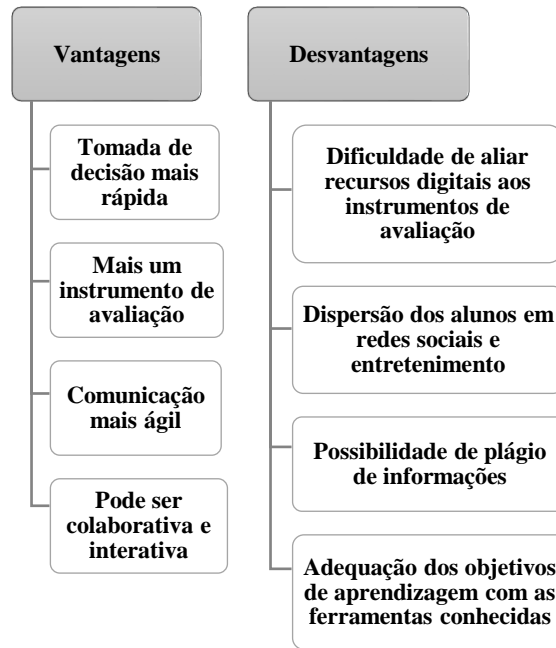 Vantagens
Tomada de
decisão mais
rápida
Mais um
instrumento de
avaliação
Comunicação
mais ágil
Pode ser
colaborativa e
interativa
Desvantagens
Dificuldade de aliar
recursos digitais aos
instrumentos de
avaliação
Dispersão dos alunos em
redes sociais e
entretenimento
Possibilidade de plágio
de informações
Adequação dos objetivos
de aprendizagem com as
ferramentas conhecidas